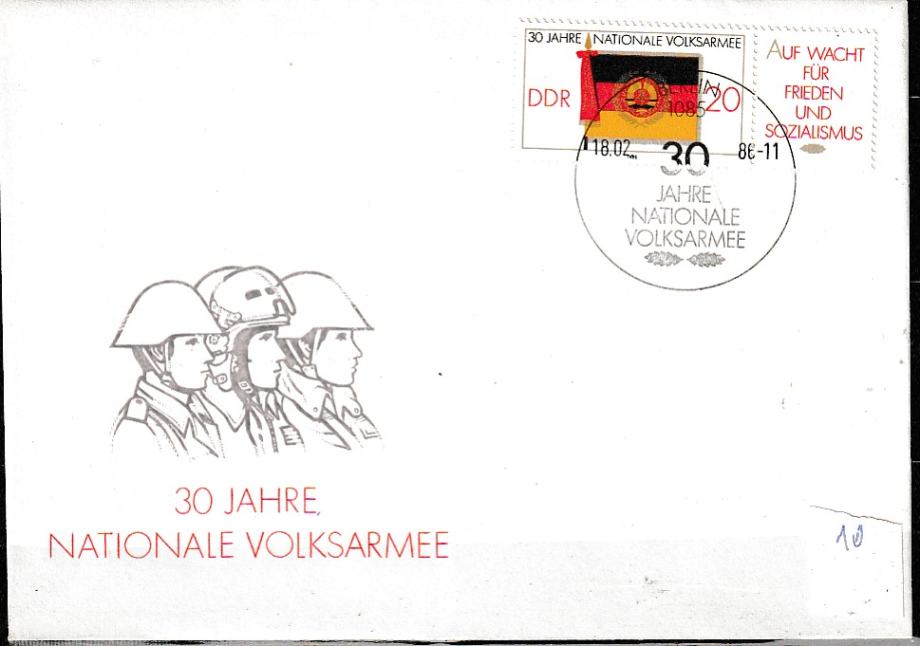 30 JAHRE NATIONALE VOLKSARMEE
DDR
20
AUF WACHT
FÜR
FRIEDEN
UND
SOZIALISMUS
BERLIN
1085
18.02. 86-11
30
JAHRE
NATIONALE
VOLKSARMEE
30 JAHRE
NATIONALE VOLKSARMEE
10